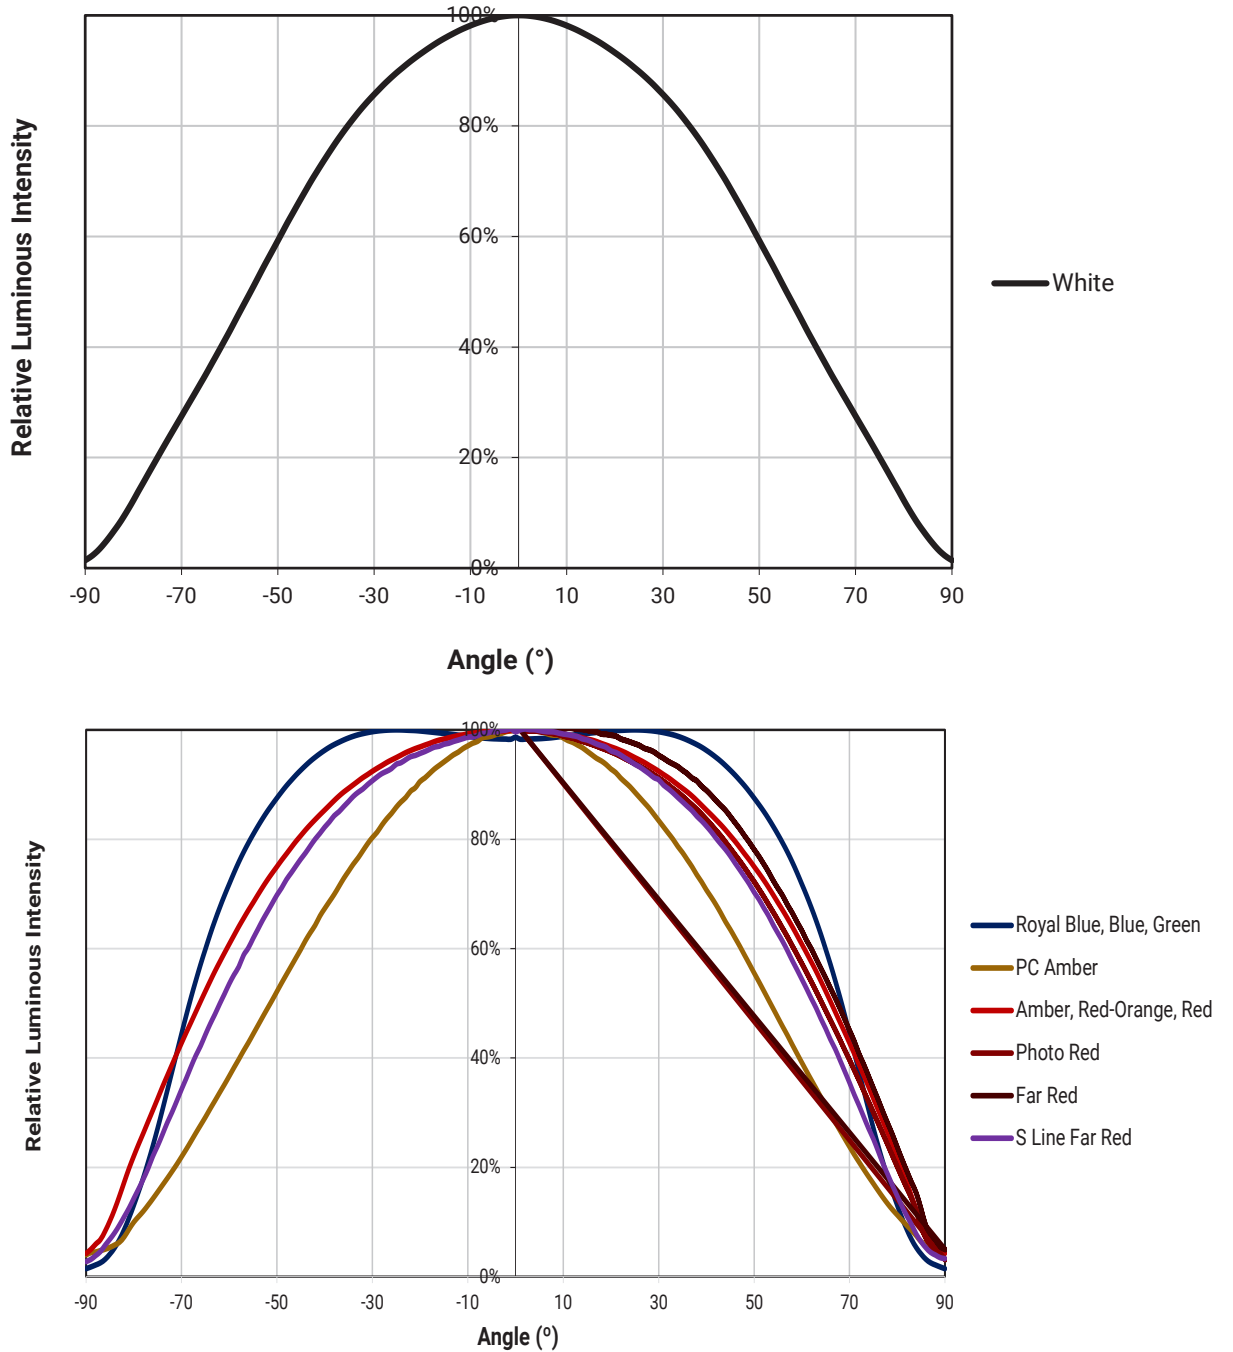 Relative Luminous Intensity
100%
80%
60%
40%
20%
0%
-90 -70 -50 -30 -10 10 30 50 70 90
Angle (°)
White
Relative Luminous Intensity
100%
80%
60%
40%
20%
0%
-90 -70 -50 -30 -10 10 30 50 70 90
Angle (º)
Royal Blue, Blue, Green
PC Amber
Amber, Red-Orange, Red
Photo Red
Far Red
S Line Far Red